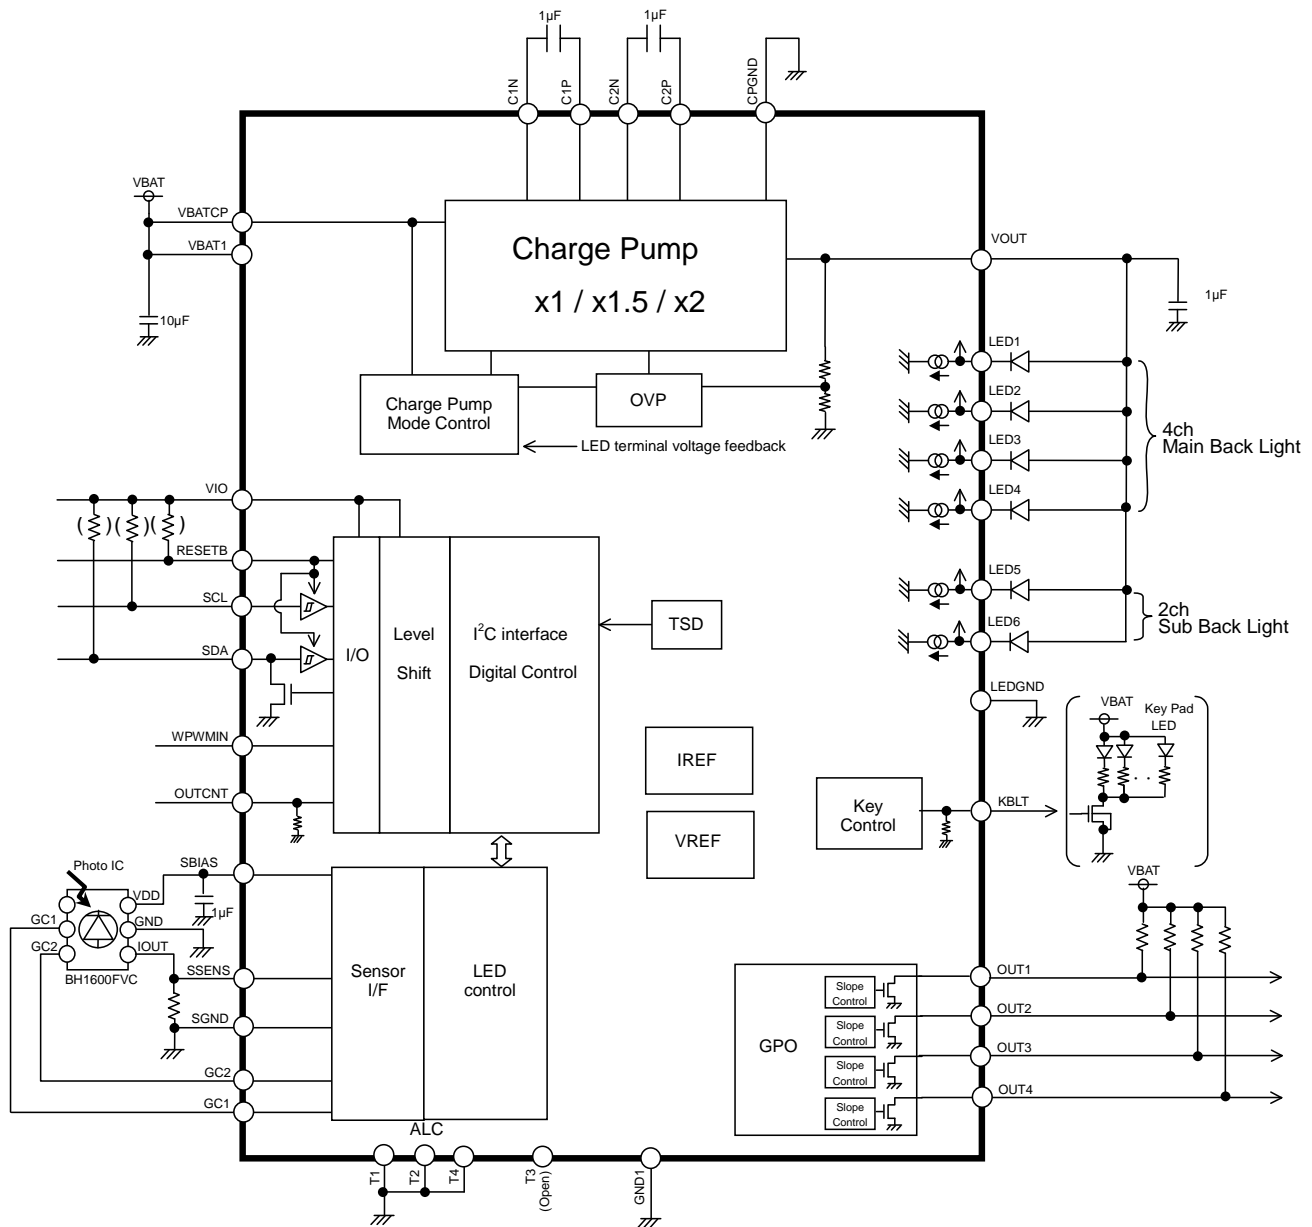 1μF
1μF
C1N
C1P
C2N
C2P
CPGND
VBAT
VBATCP
VBAT1
10μF
Charge Pump
x1 / x1.5 / x2
VOUT
1μF
Charge Pump
Mode Control
OVP
LED terminal voltage feedback
LED1
LED2
LED3
LED4
4ch
Main Back Light
LED5
LED6
2ch
Sub Back Light
LEDGND
VIO
( ) ( ) ( )
RESETB
SCL
SDA
WPWMIN
OUTCNT
I/O
Level
Shift
I2C interface
Digital Control
TSD
IREF
VREF
Key
Control
KBLT
VBAT
Key Pad
LED
. .
Photo IC
SBIAS
VDD
1μF
GC1
GND
GC2
IOUT
BH1600FVC
SSENS
SGND
GC2
GC1
Sensor
I/F
LED
control
ALC
VBAT
GPO
Slope
Control
Slope
Control
Slope
Control
Slope
Control
OUT1
OUT2
OUT3
OUT4
T1
T2
T4
T3
(Open)
GND1